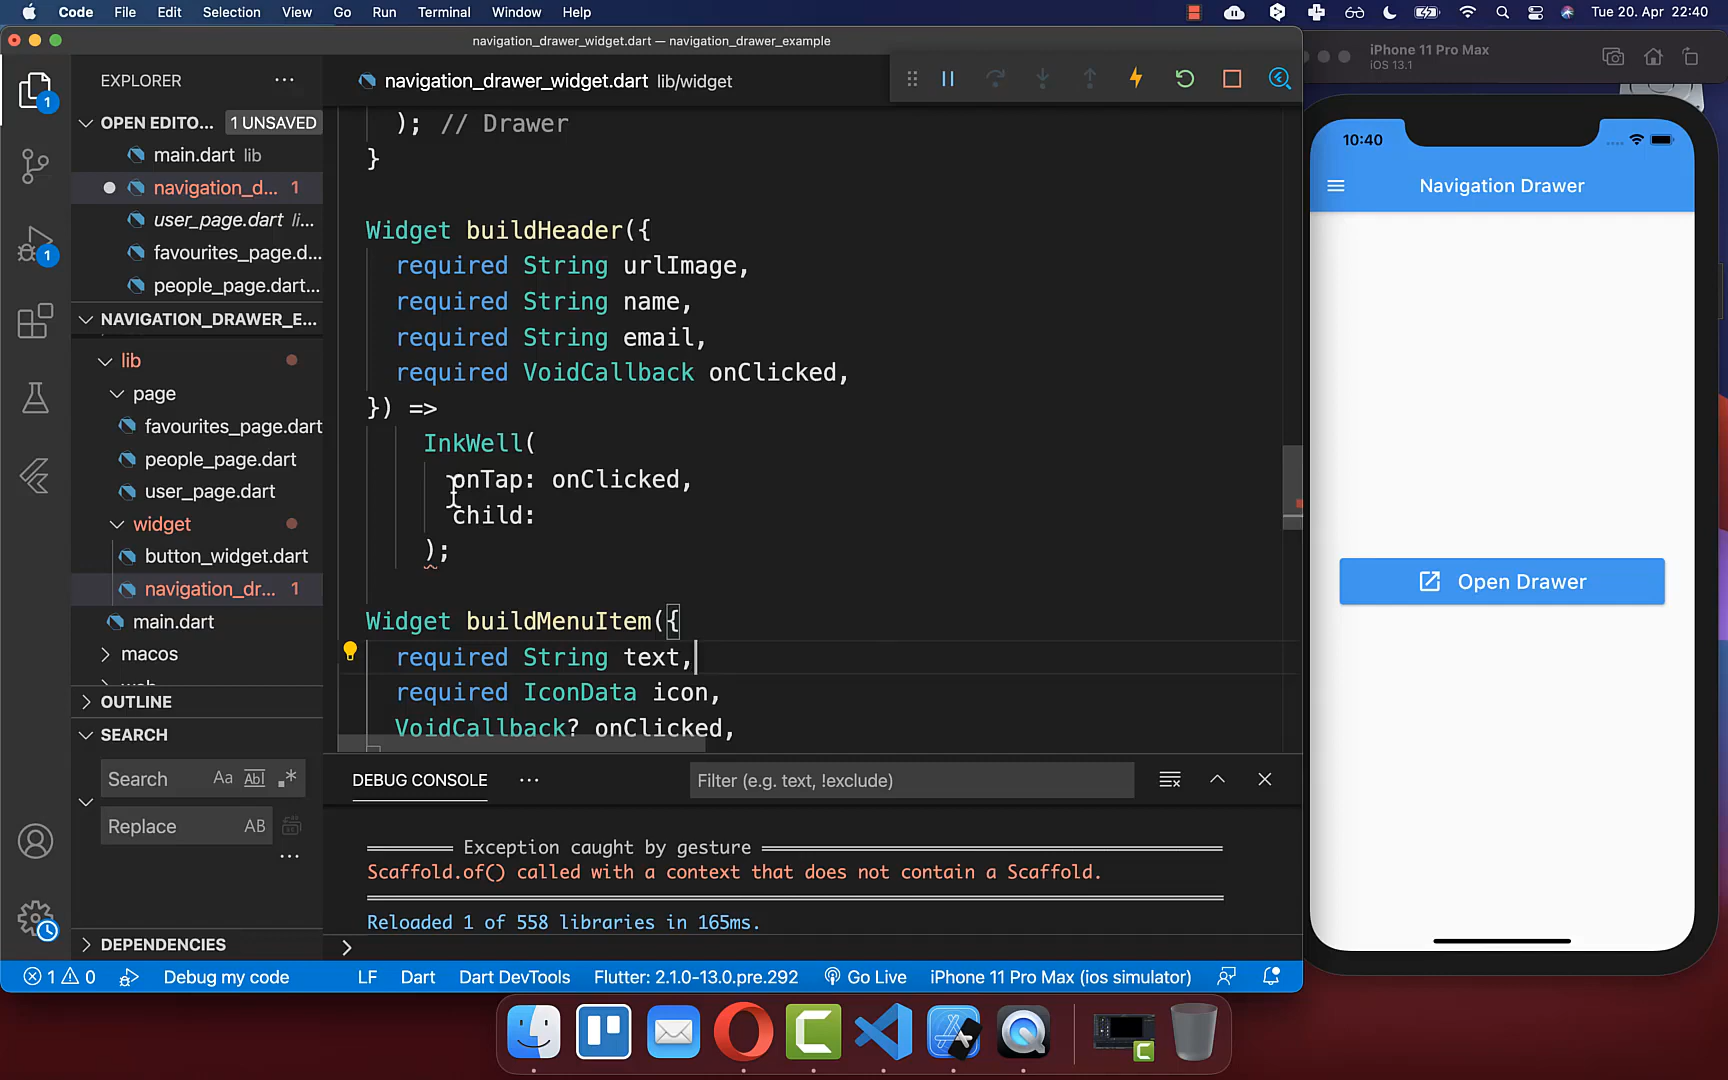 Code File Edit Selection View Go Run Terminal Window Help Tue 20. Apr 22:40
navigation_drawer_widget.dart — navigation_drawer_example
EXPLORER
navigation_drawer_widget.dart lib/widget
OPEN EDITO... 1 UNSAVED
main.dart lib
navigation_d... 1
user_page.dart li...
favourites_page.d...
people_page.dart...
NAVIGATION_DRAWER_E...
lib
page
favourites_page.dart
people_page.dart
user_page.dart
widget
button_widget.dart
navigation_dr... 1
main.dart
macos
OUTLINE
SEARCH
Search Aa Abl .*
Replace AB
DEPENDENCIES
1
1
); // Drawer
}
Widget buildHeader({
required String urlImage,
required String name,
required String email,
required VoidCallback onClicked,
}) =>
InkWell(
onTap: onClicked,
child:
);
Widget buildMenuItem({
required String text,
required IconData icon,
VoidCallback? onClicked,
DEBUG CONSOLE
Filter (e.g. text, !exclude)
Exception caught by gesture
Scaffold.of() called with a context that does not contain a Scaffold.
Reloaded 1 of 558 libraries in 165ms.
1 0 Debug my code LF Dart Dart DevTools Flutter: 2.1.0-13.0.pre.292 Go Live iPhone 11 Pro Max (ios simulator)
iPhone 11 Pro Max
iOS 13.1
10:40
Navigation Drawer
Open Drawer